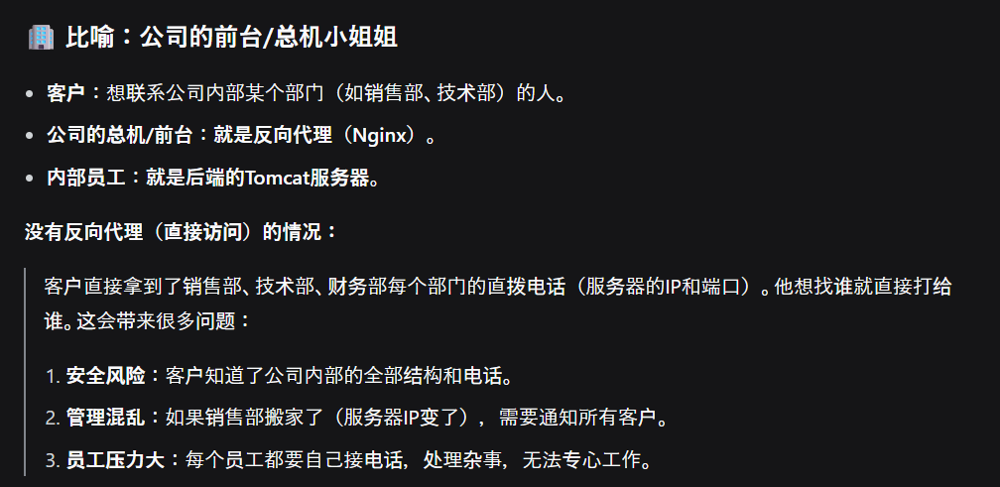 🏢 比喻：公司的前台/总机小姐姐
• 客户：想联系公司内部某个部门（如销售部、技术部）的人。
• 公司的总机/前台：就是反向代理（Nginx）。
• 内部员工：就是后端的Tomcat服务器。
没有反向代理（直接访问）的情况：
客户直接拿到了销售部、技术部、财务部每个部门的直拨电话（服务器的IP和端口）。他想找谁就直接打给
谁。这会带来很多问题：
1. 安全风险：客户知道了公司内部的全部结构和电话。
2. 管理混乱：如果销售部搬家了（服务器IP变了），需要通知所有客户。
3. 员工压力大：每个员工都要自己接电话，处理杂事，无法专心工作。